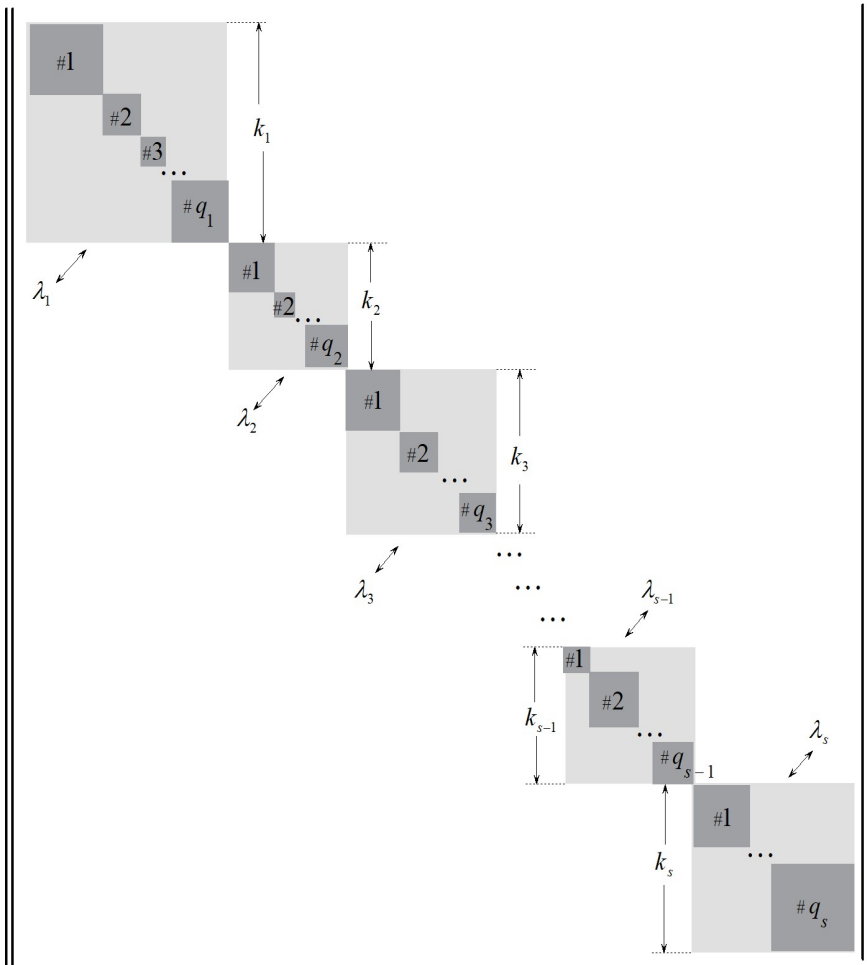 #1
#2
#3
...
# q₁
k₁
λ₁
#1
#2
...
# q₂
k₂
λ₂
#1
#2
...
# q₃
k₃
λ₃
...
...
...
λₛ₋₁
#1
#2
...
# qₛ₋₁
kₛ₋₁
λₛ
#1
...
# qₛ
kₛ